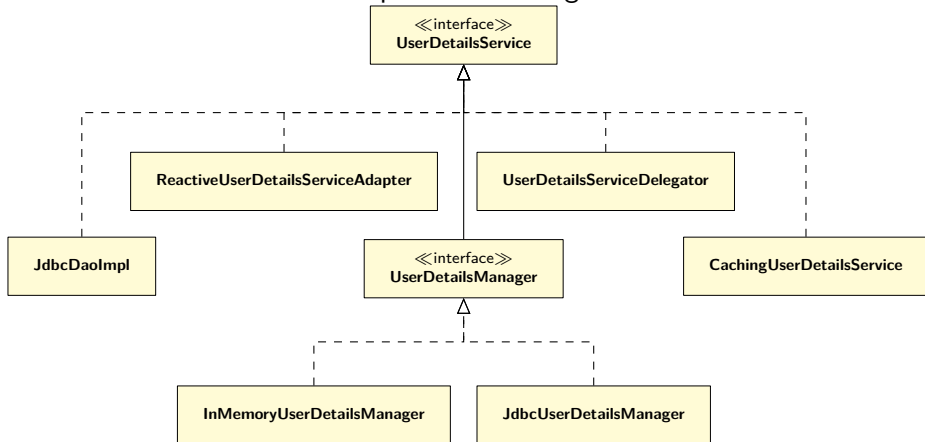 ≪interface≫
UserDetailsService
ReactiveUserDetailsServiceAdapter
UserDetailsServiceDelegator
JdbcDaoImpl
≪interface≫
UserDetailsManager
CachingUserDetailsService
InMemoryUserDetailsManager
JdbcUserDetailsManager